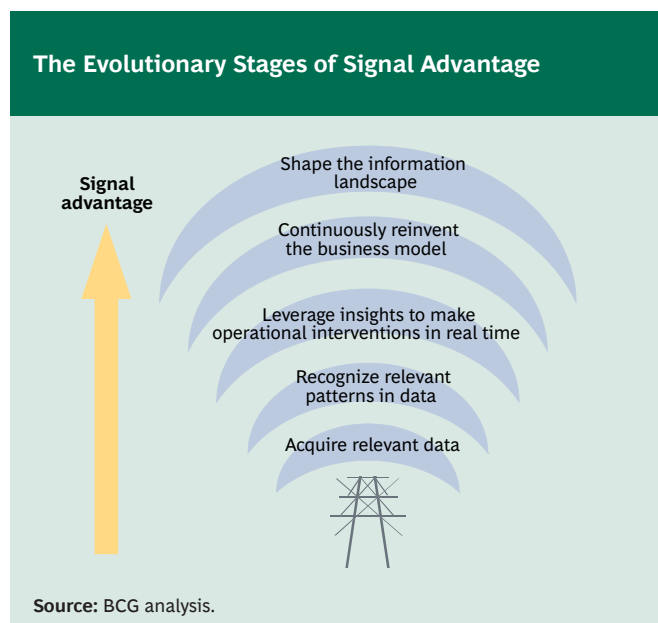 The Evolutionary Stages of Signal Advantage
Signal
advantage
Shape the information
landscape
Continuously reinvent
the business model
Leverage insights to make
operational interventions in real time
Recognize relevant
patterns in data
Acquire relevant data
Source: BCG analysis.